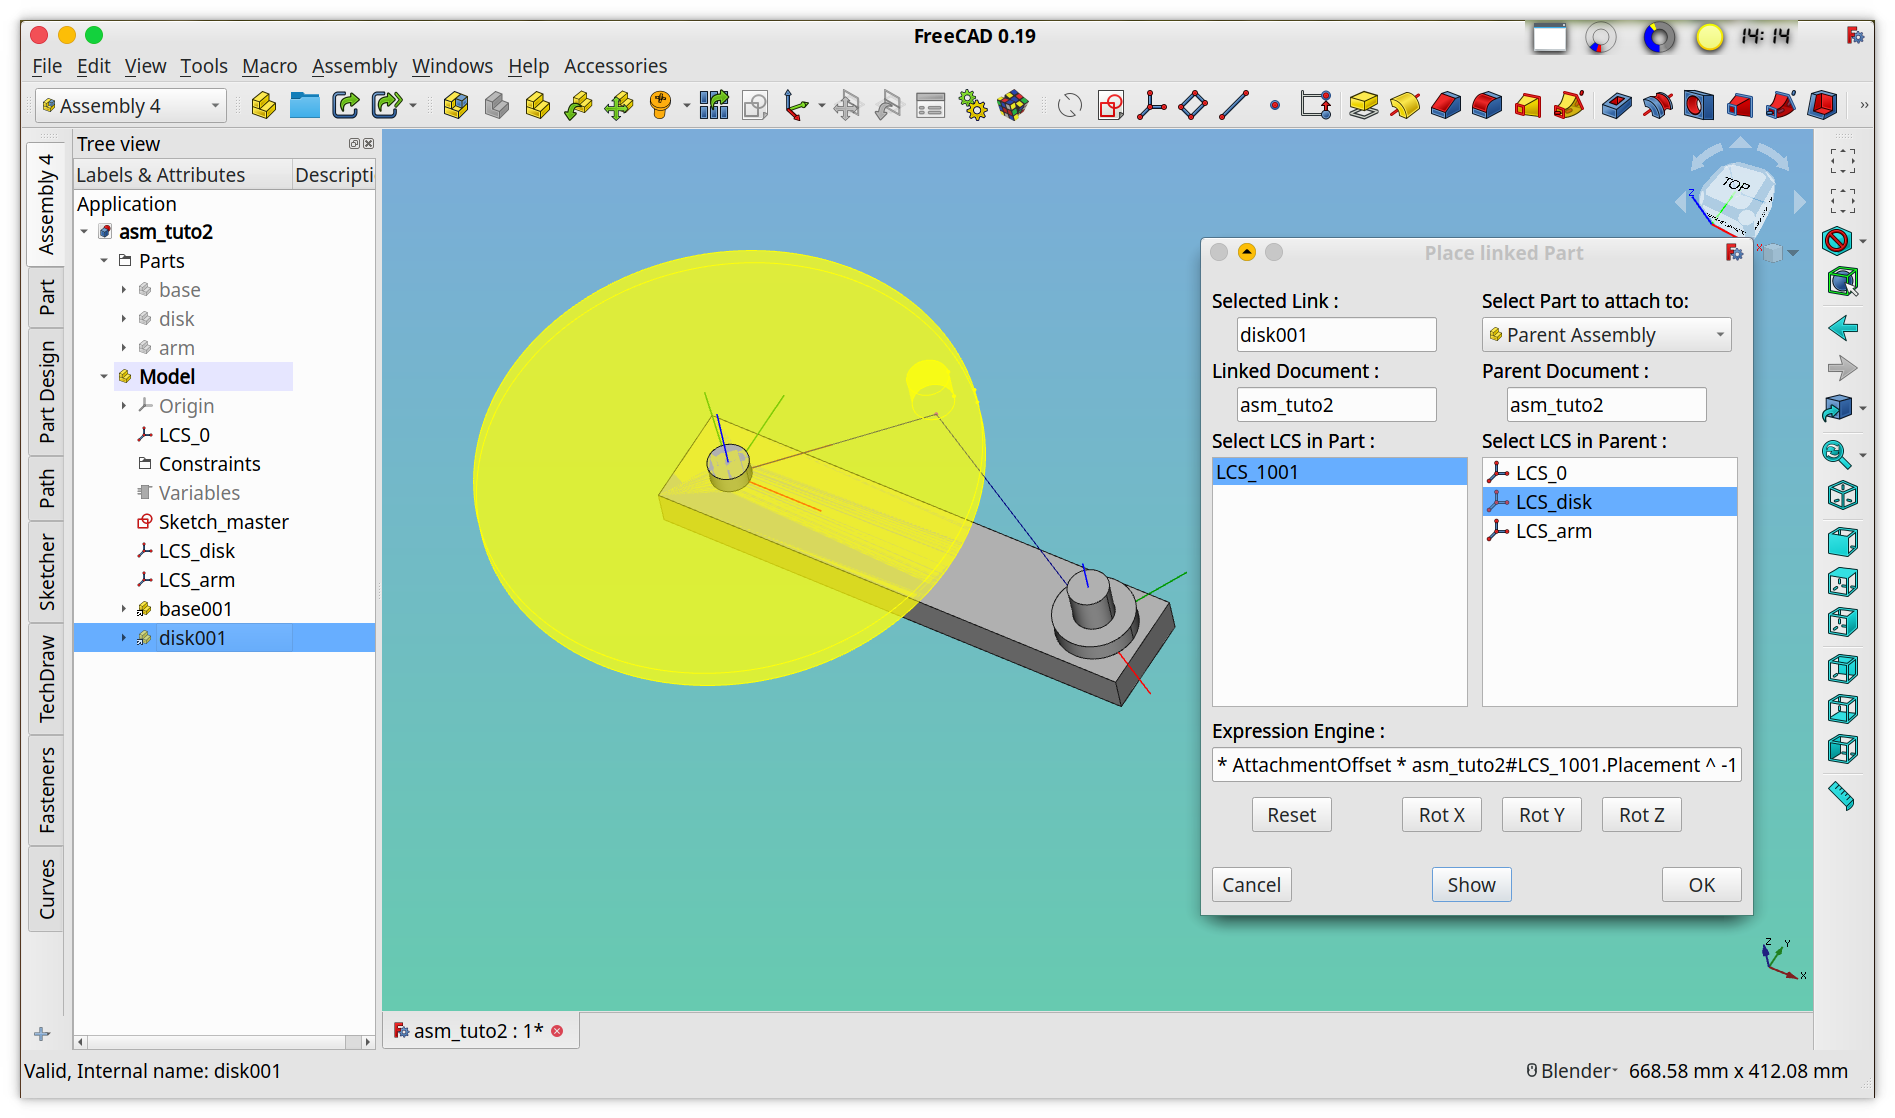 FreeCAD 0.19
14:14
File Edit View Tools Macro Assembly Windows Help Accessories
Assembly 4
»
Assembly 4
Part
Part Design
Path
Sketcher
TechDraw
Fasteners
Curves
Tree view
Labels & Attributes Descripti
Application
asm_tuto2
Parts
base
disk
arm
Model
Origin
LCS_0
Constraints
Variables
Sketch_master
LCS_disk
LCS_arm
base001
disk001
TOP
Z
X
Place linked Part
Selected Link :
disk001
Select Part to attach to:
Parent Assembly
Linked Document :
asm_tuto2
Parent Document :
asm_tuto2
Select LCS in Part :
LCS_1001
Select LCS in Parent :
LCS_0
LCS_disk
LCS_arm
Expression Engine :
* AttachmentOffset * asm_tuto2#LCS_1001.Placement ^ -1
Reset Rot X Rot Y Rot Z
Cancel Show OK
Z Y
X
asm_tuto2 : 1*
Valid, Internal name: disk001
Blender 668.58 mm x 412.08 mm